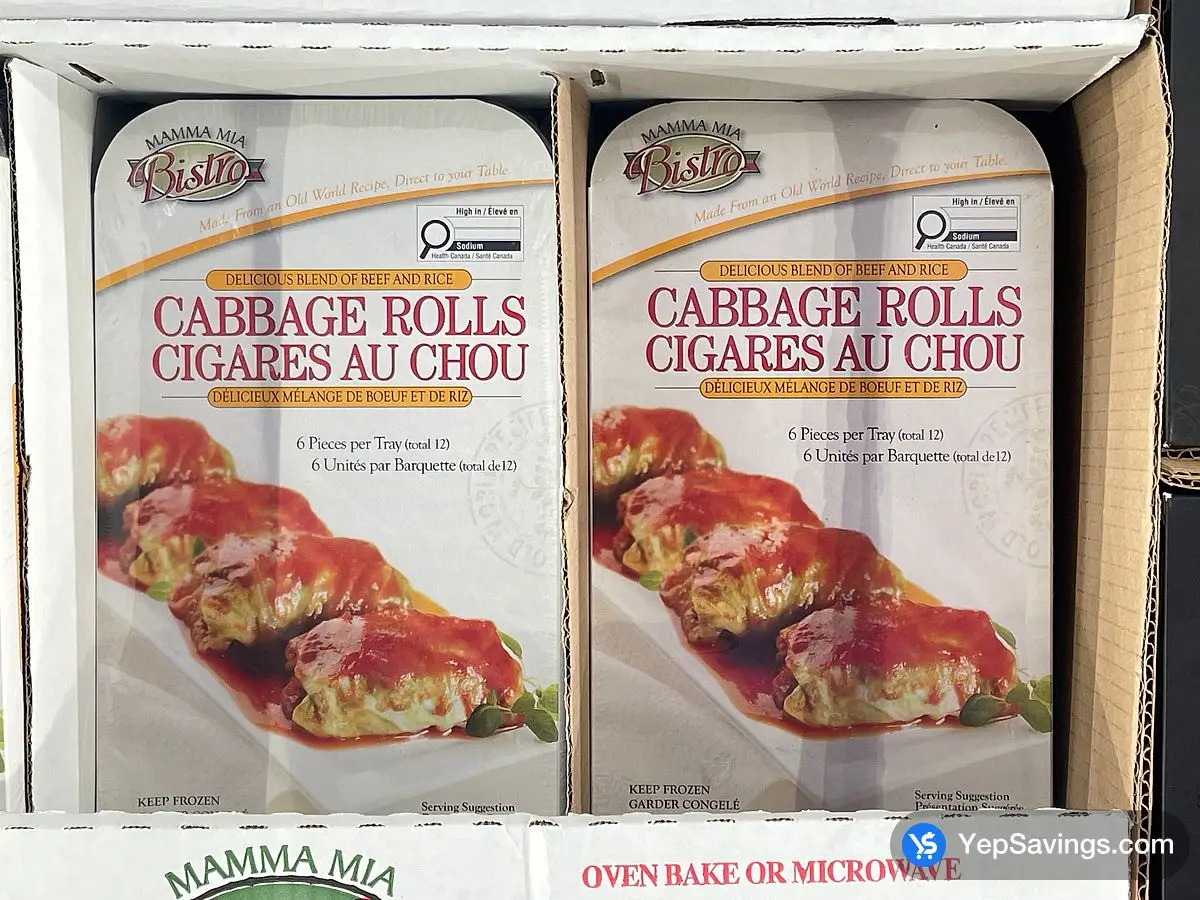 MAMMA MIA
Bistro
Made From an Old World Recipe, Direct to your Table.
High in / Élevé en
Sodium
Health Canada / Santé Canada
DELICIOUS BLEND OF BEEF AND RICE
CABBAGE ROLLS
CIGARES AU CHOU
DÉLICIEUX MÉLANGE DE BOEUF ET DE RIZ
6 Pieces per Tray (total 12)
6 Unités par Barquette (total de12)
KEEP FROZEN
Serving Suggestion
MAMMA MIA
Bistro
Made From an Old World Recipe, Direct to your Table.
High in / Élevé en
Sodium
Health Canada / Santé Canada
DELICIOUS BLEND OF BEEF AND RICE
CABBAGE ROLLS
CIGARES AU CHOU
DÉLICIEUX MÉLANGE DE BOEUF ET DE RIZ
6 Pieces per Tray (total 12)
6 Unités par Barquette (total de12)
KEEP FROZEN
GARDER CONGELÉ
Serving Suggestion
Présentation Suggérée
MAMMA MIA
OVEN BAKE OR MICROWAVE
YepSavings.com